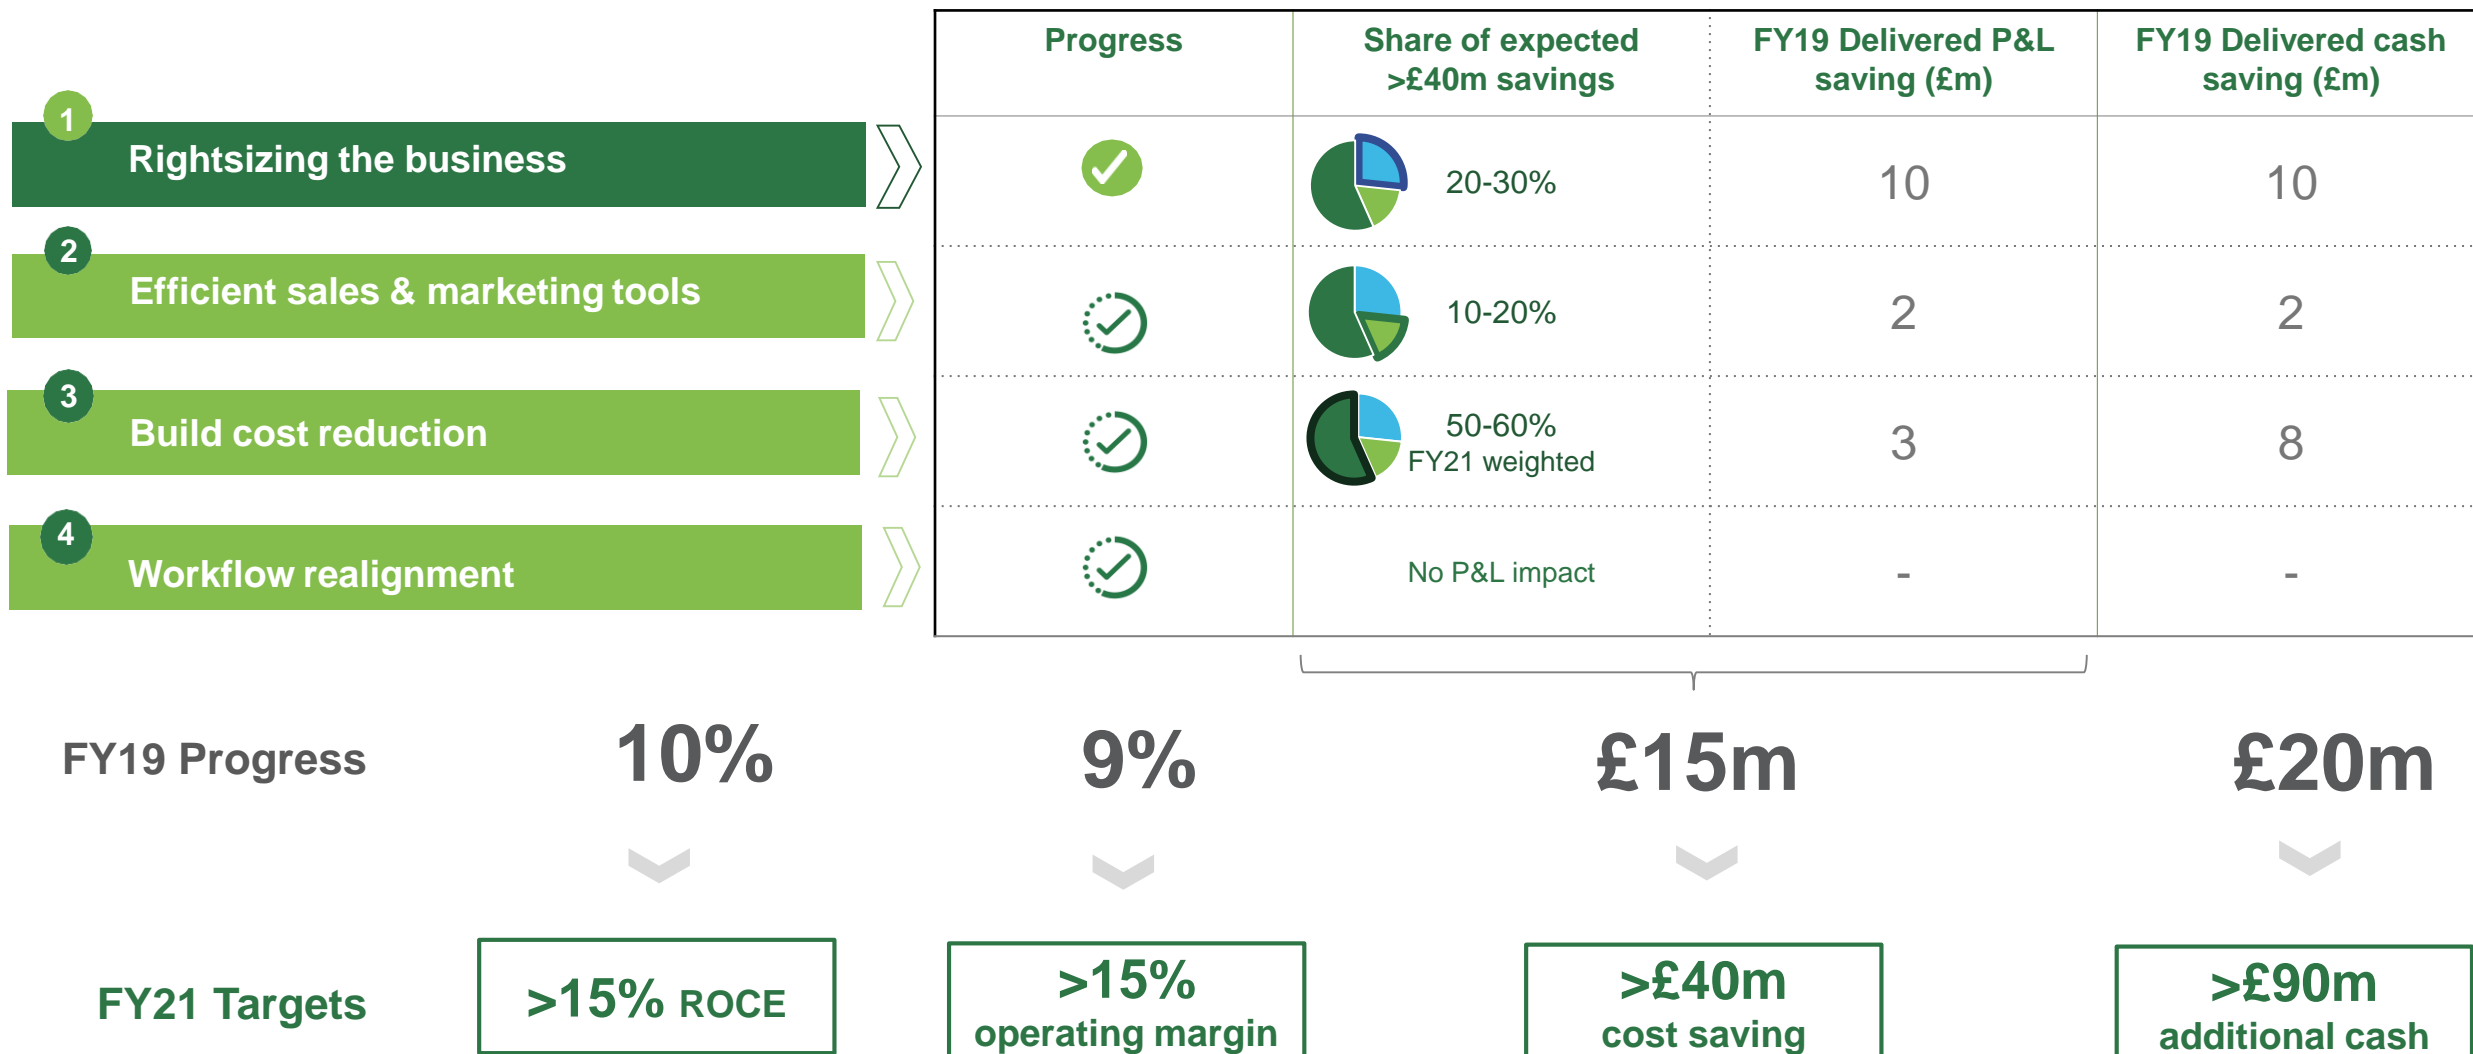 Progress
Share of expected
>£40m savings
FY19 Delivered P&L
saving (£m)
FY19 Delivered cash
saving (£m)
1
Rightsizing the business
20-30%
10
10
2
Efficient sales & marketing tools
10-20%
2
2
3
Build cost reduction
50-60%
FY21 weighted
3
8
4
Workflow realignment
No P&L impact
-
-
FY19 Progress
10%
9%
£15m
£20m
FY21 Targets
>15% ROCE
>15%
operating margin
>£40m
cost saving
>£90m
additional cash